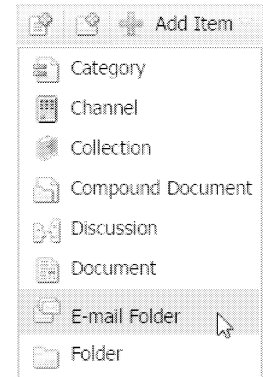 Add Item
Category
Channel
Collection
Compound Document
Discussion
Document
E-mail Folder
Folder